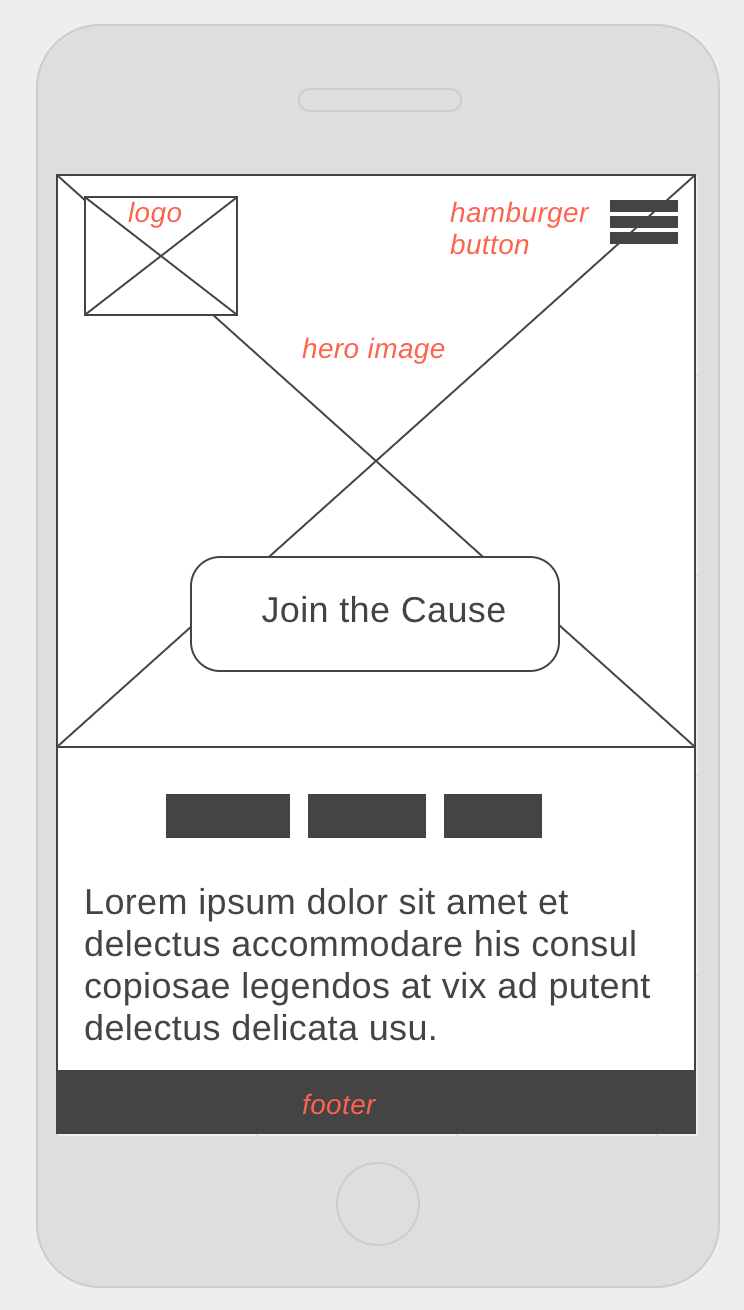 logo
hamburger
button
hero image
Join the Cause
Lorem ipsum dolor sit amet et
delectus accommodare his consul
copiosae legendos at vix ad putent
delectus delicata usu.
footer